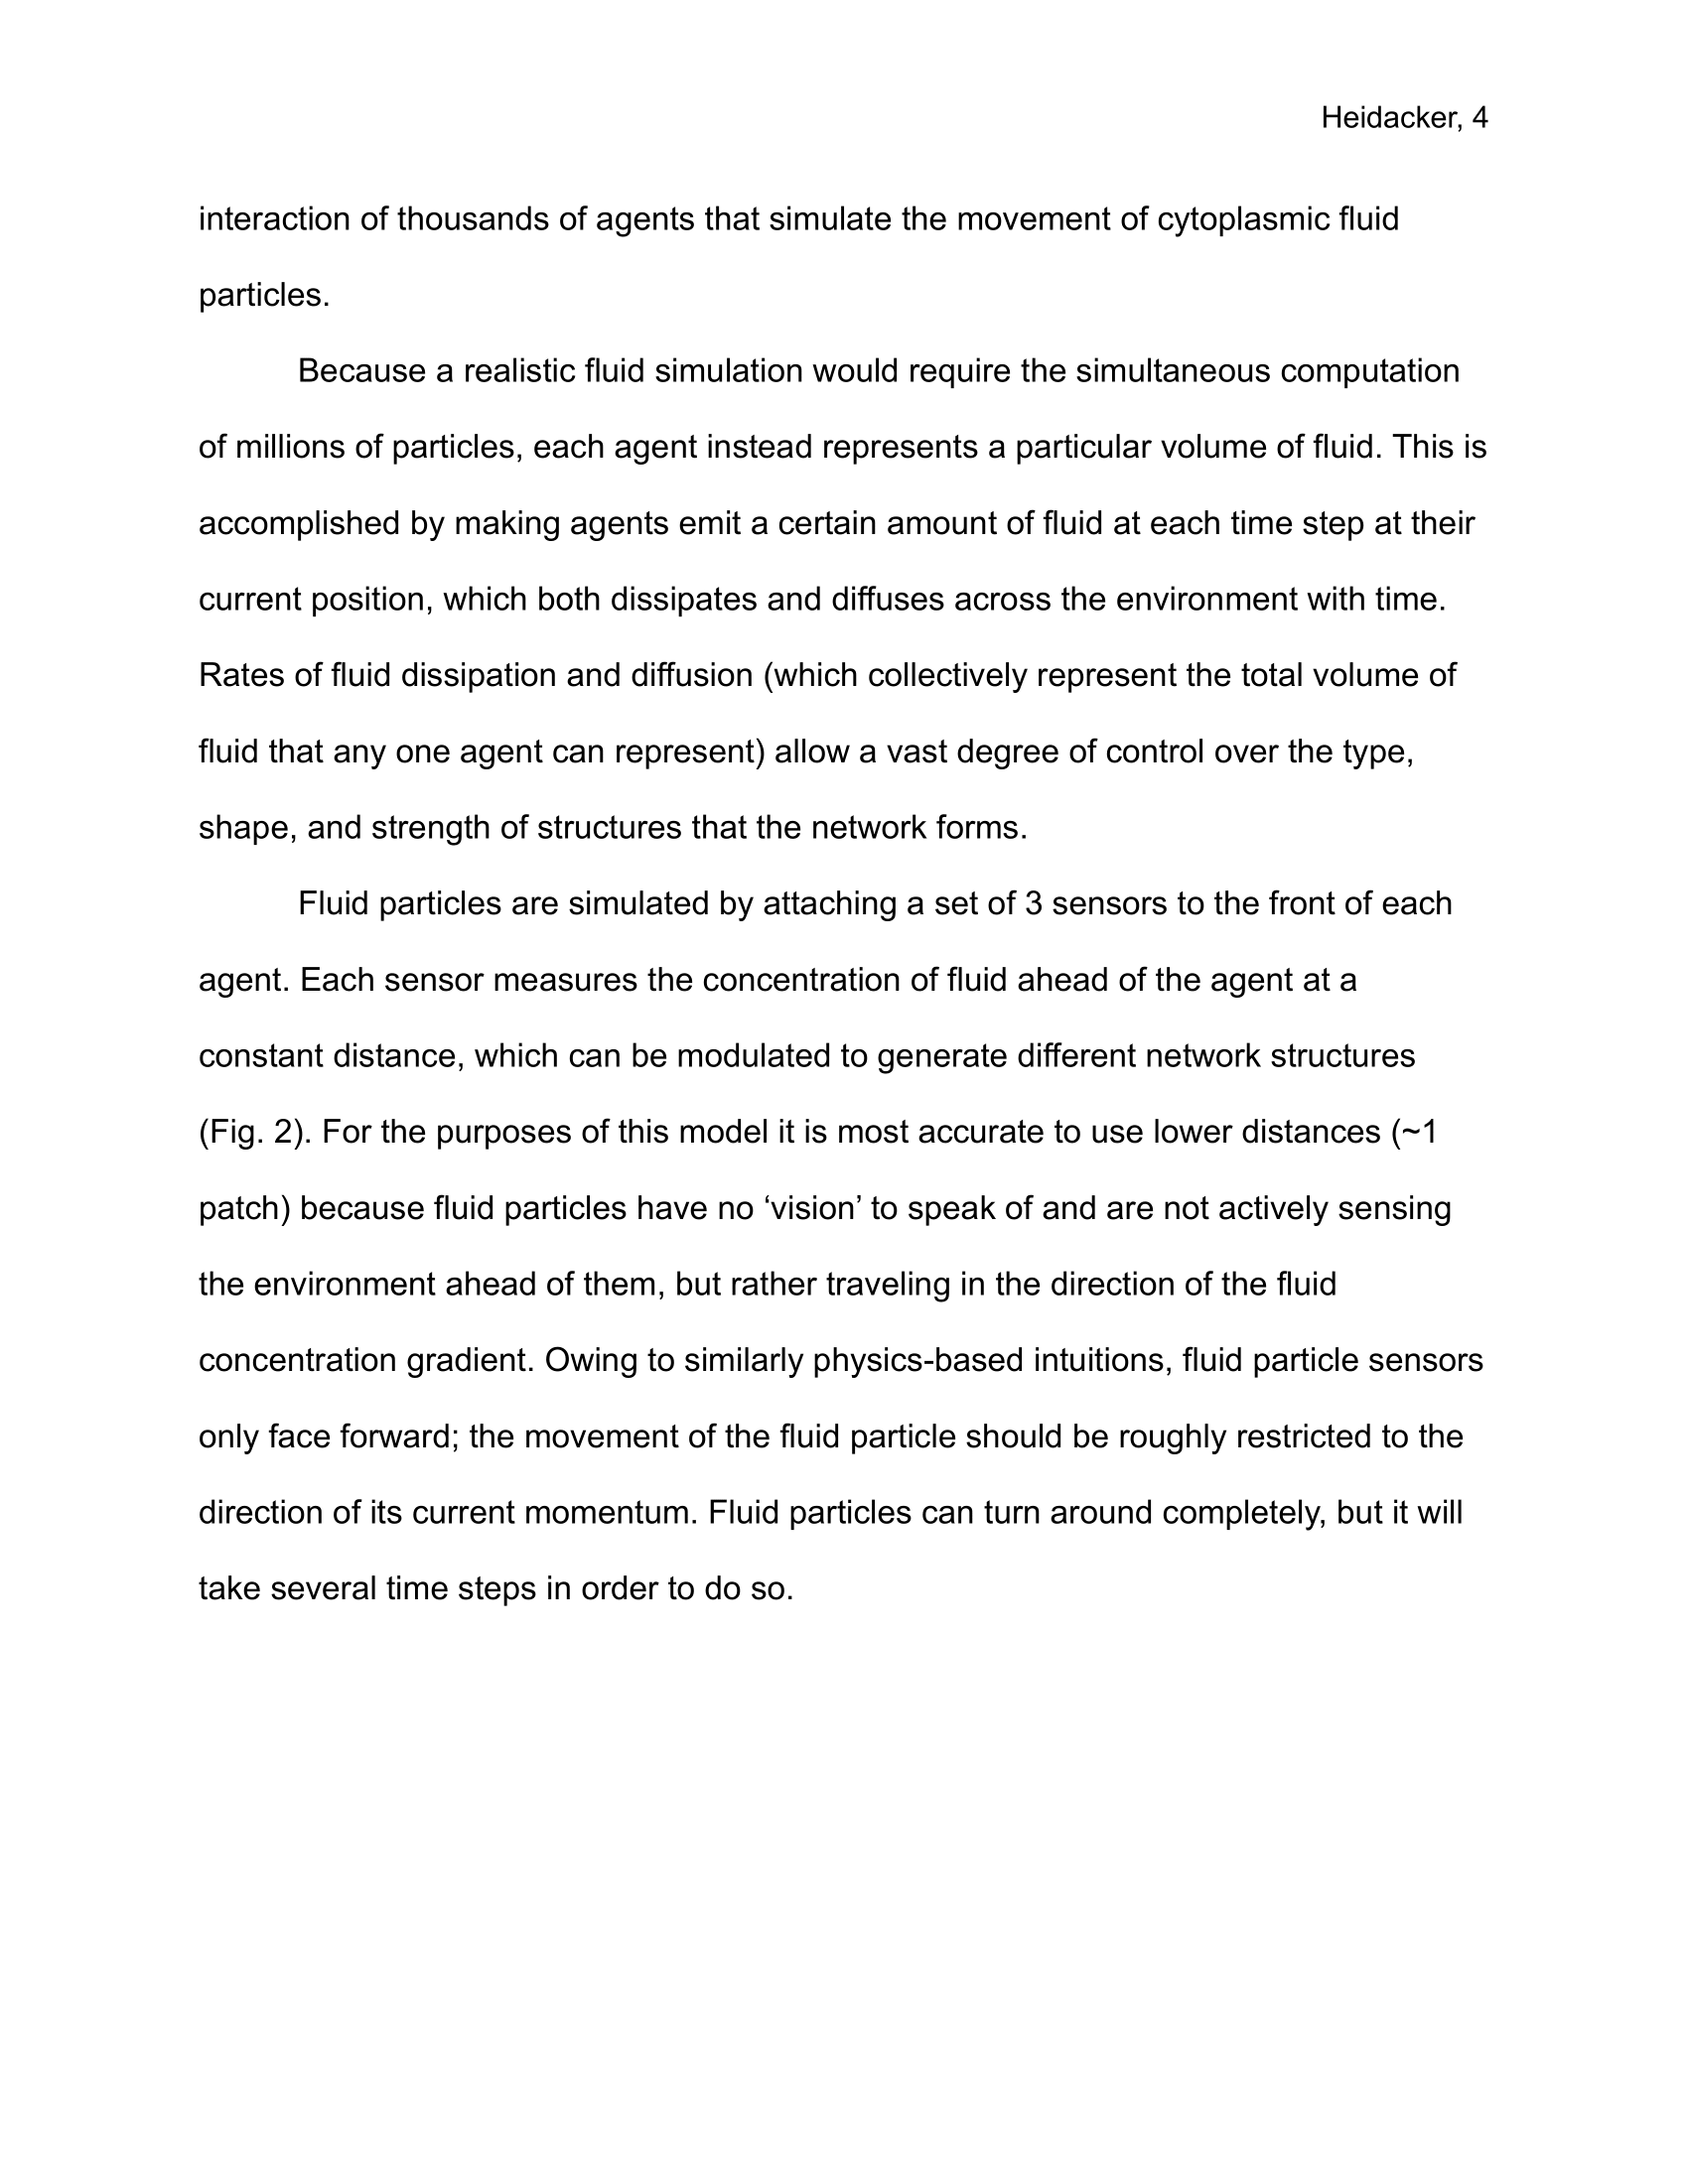 Heidacker, 4
interaction of thousands of agents that simulate the movement of cytoplasmic fluid
particles.
Because a realistic fluid simulation would require the simultaneous computation
of millions of particles, each agent instead represents a particular volume of fluid. This is
accomplished by making agents emit a certain amount of fluid at each time step at their
current position, which both dissipates and diffuses across the environment with time.
Rates of fluid dissipation and diffusion (which collectively represent the total volume of
fluid that any one agent can represent) allow a vast degree of control over the type,
shape, and strength of structures that the network forms.
Fluid particles are simulated by attaching a set of 3 sensors to the front of each
agent. Each sensor measures the concentration of fluid ahead of the agent at a
constant distance, which can be modulated to generate different network structures
(Fig. 2). For the purposes of this model it is most accurate to use lower distances (~1
patch) because fluid particles have no ‘vision’ to speak of and are not actively sensing
the environment ahead of them, but rather traveling in the direction of the fluid
concentration gradient. Owing to similarly physics-based intuitions, fluid particle sensors
only face forward; the movement of the fluid particle should be roughly restricted to the
direction of its current momentum. Fluid particles can turn around completely, but it will
take several time steps in order to do so.